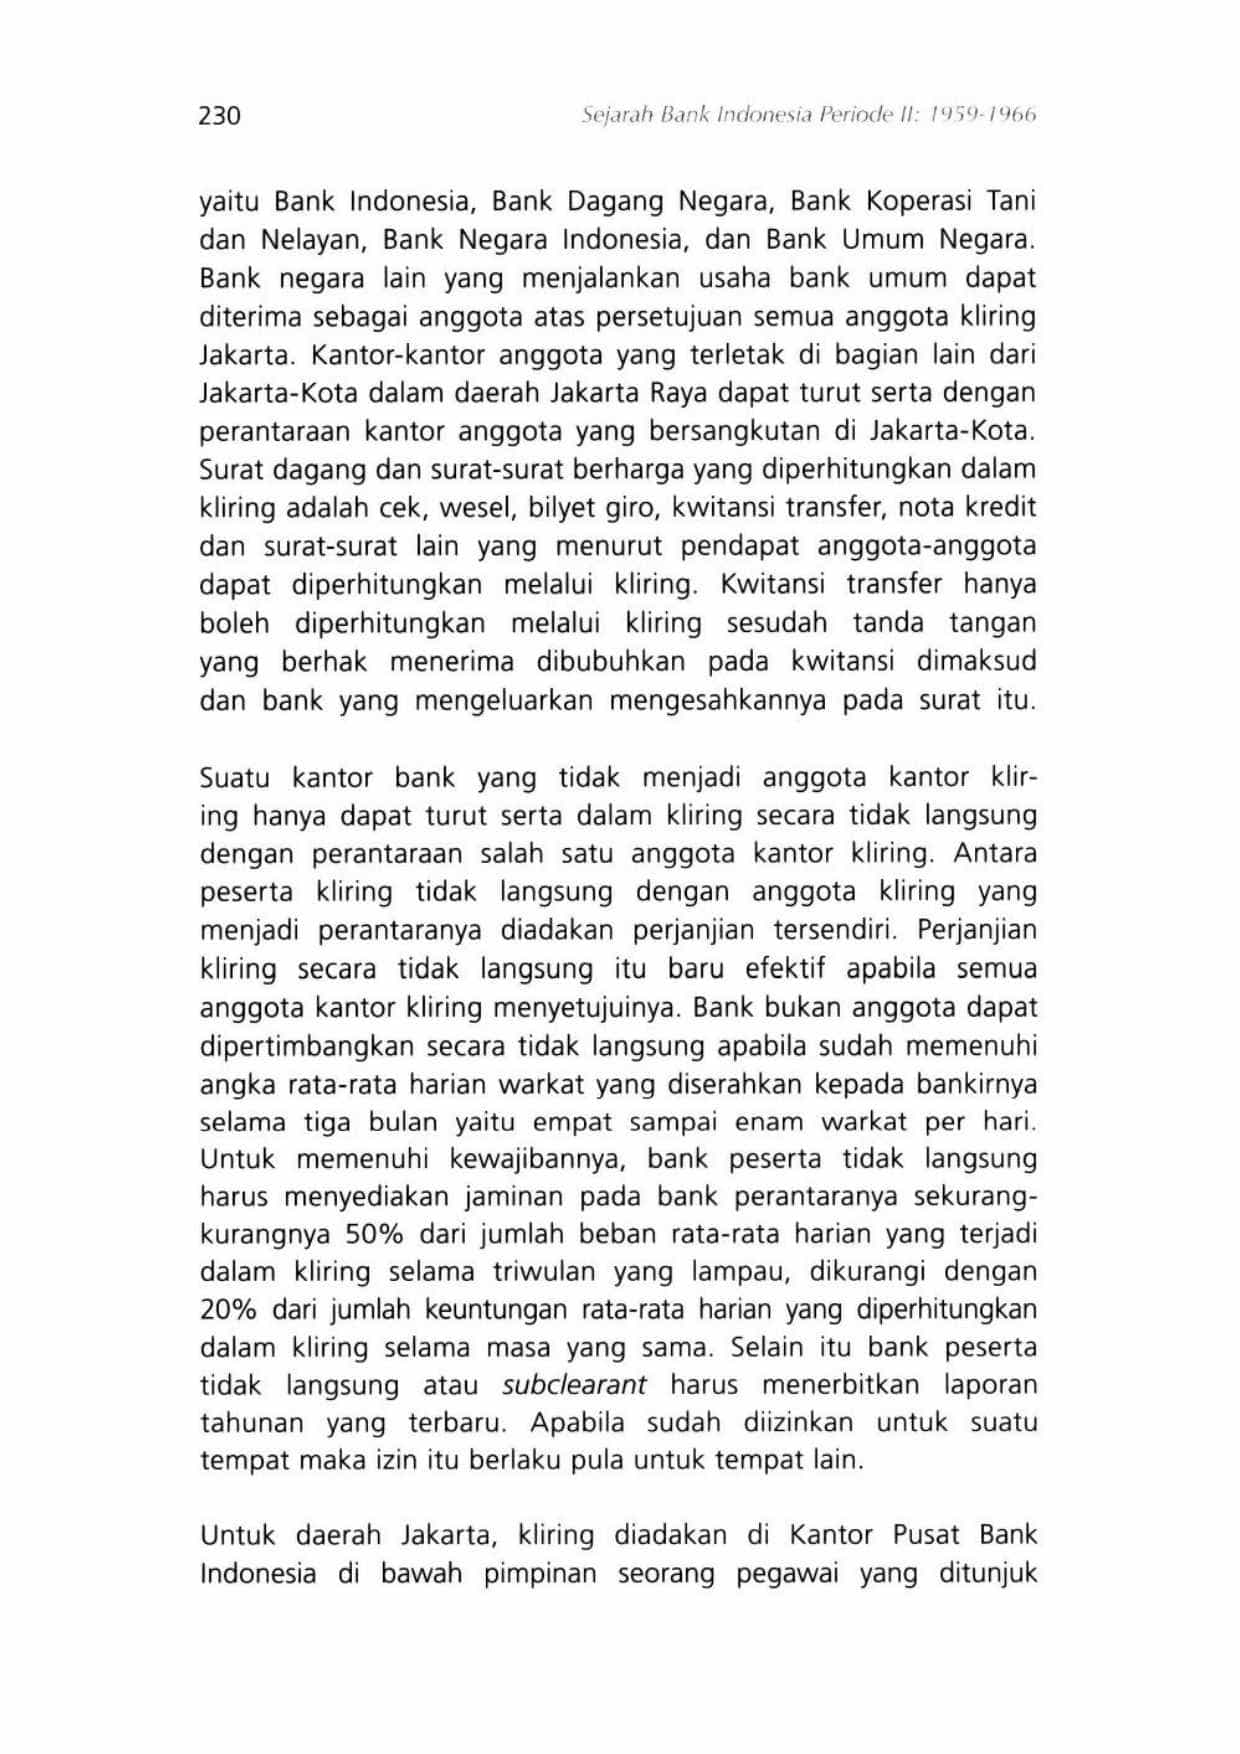 230
Sejarah Bank Indonesia Periode II: 1959-1966
yaitu Bank Indonesia, Bank Dagang Negara, Bank Koperasi Tani
dan Nelayan, Bank Negara Indonesia, dan Bank Umum Negara.
Bank negara lain yang menjalankan usaha bank umum dapat
diterima sebagai anggota atas persetujuan semua anggota kliring
Jakarta. Kantor-kantor anggota yang terletak di bagian lain dari
Jakarta-Kota dalam daerah Jakarta Raya dapat turut serta dengan
perantaraan kantor anggota yang bersangkutan di Jakarta-Kota.
Surat dagang dan surat-surat berharga yang diperhitungkan dalam
kliring adalah cek, wesel, bilyet giro, kwitansi transfer, nota kredit
dan surat-surat lain yang menurut pendapat anggota-anggota
dapat diperhitungkan melalui kliring. Kwitansi transfer hanya
boleh diperhitungkan melalui kliring sesudah tanda tangan
yang berhak menerima dibubuhkan pada kwitansi dimaksud
dan bank yang mengeluarkan mengesahkannya pada surat itu.
Suatu kantor bank yang tidak menjadi anggota kantor klir-
ing hanya dapat turut serta dalam kliring secara tidak langsung
dengan perantaraan salah satu anggota kantor kliring. Antara
peserta kliring tidak langsung dengan anggota kliring yang
menjadi perantaranya diadakan perjanjian tersendiri. Perjanjian
kliring secara tidak langsung itu baru efektif apabila semua
anggota kantor kliring menyetujuinya. Bank bukan anggota dapat
dipertimbangkan secara tidak langsung apabila sudah memenuhi
angka rata-rata harian warkat yang diserahkan kepada bankirnya
selama tiga bulan yaitu empat sampai enam warkat per hari.
Untuk memenuhi kewajibannya, bank peserta tidak langsung
harus menyediakan jaminan pada bank perantaranya sekurang-
kurangnya 50% dari jumlah beban rata-rata harian yang terjadi
dalam kliring selama triwulan yang lampau, dikurangi dengan
20% dari jumlah keuntungan rata-rata harian yang diperhitungkan
dalam kliring selama masa yang sama. Selain itu bank peserta
tidak langsung atau subclearant harus menerbitkan laporan
tahunan yang terbaru. Apabila sudah diizinkan untuk suatu
tempat maka izin itu berlaku pula untuk tempat lain.
Untuk daerah Jakarta, kliring diadakan di Kantor Pusat Bank
Indonesia di bawah pimpinan seorang pegawai yang ditunjuk